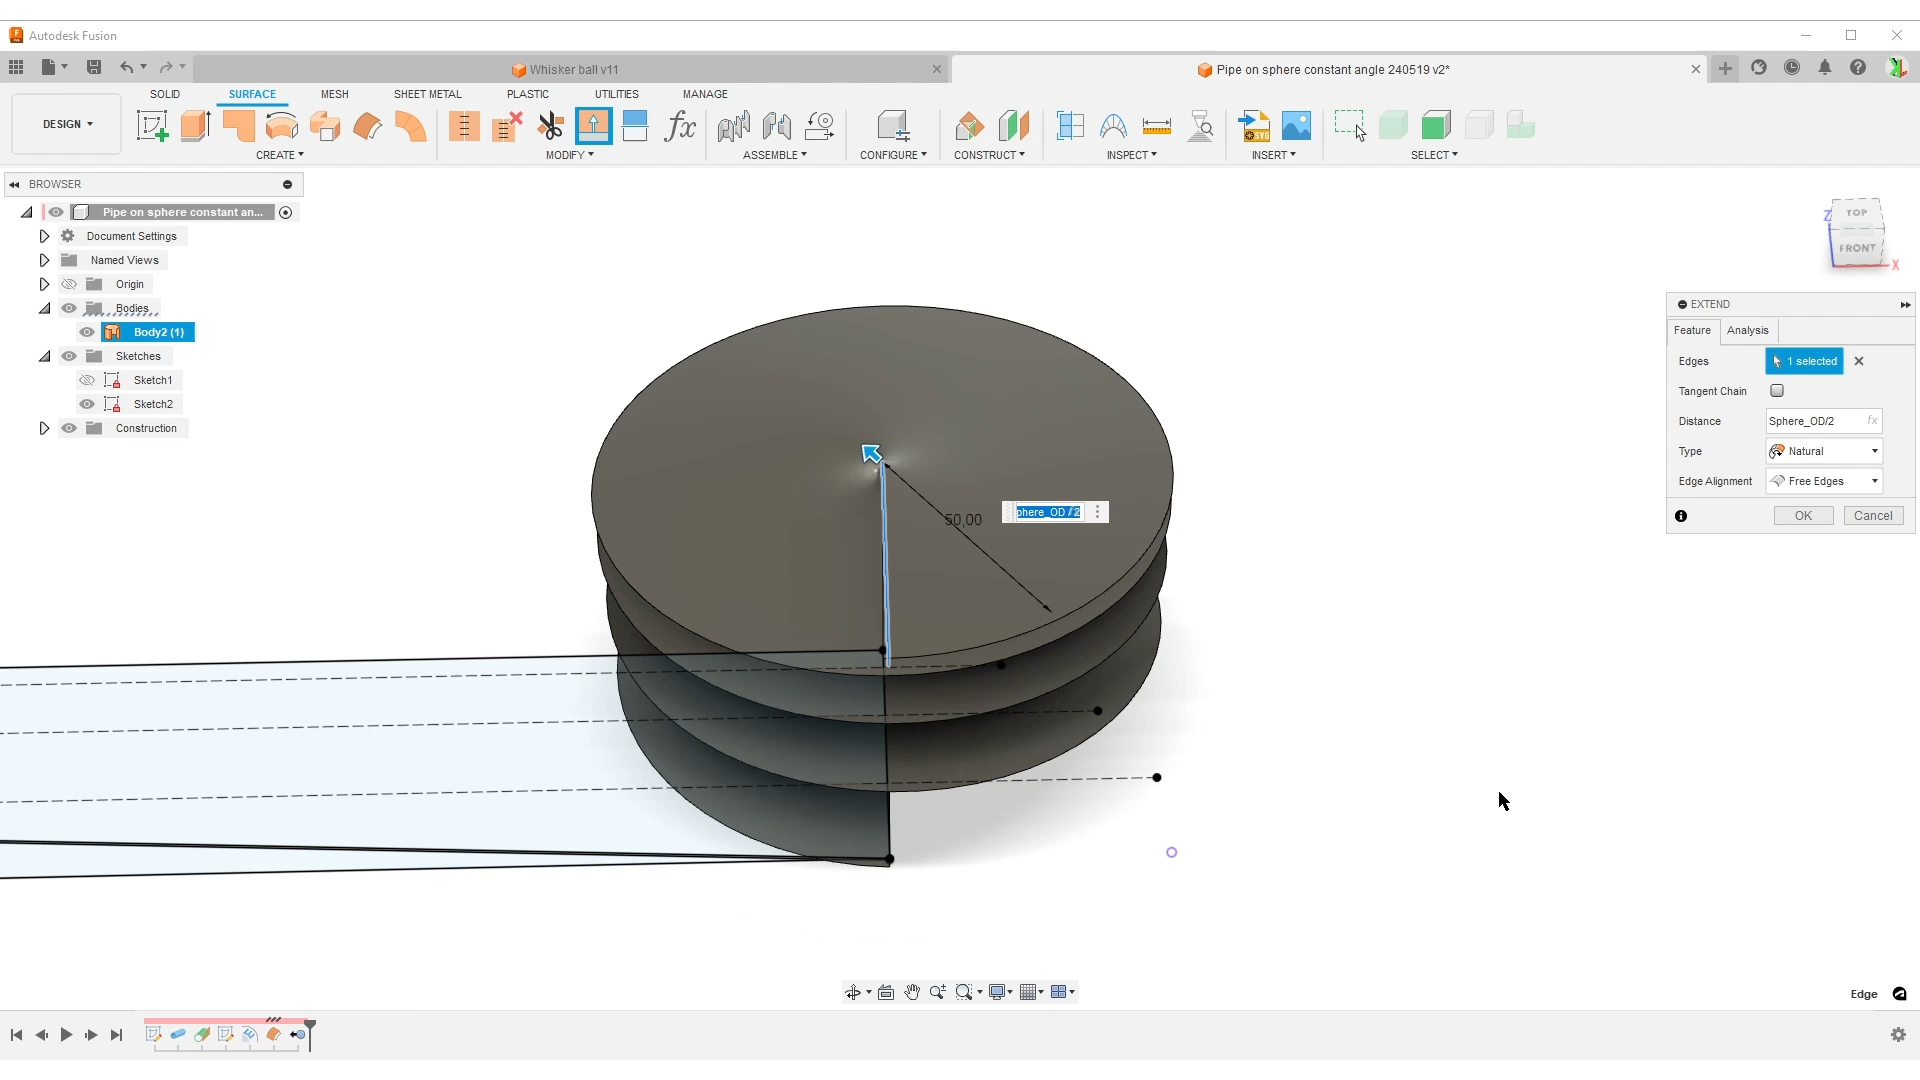 Autodesk Fusion
Whisker ball v11
Pipe on sphere constant angle 240519 v2*
SOLID SURFACE MESH SHEET METAL PLASTIC UTILITIES MANAGE
DESIGN
CREATE MODIFY ASSEMBLE CONFIGURE CONSTRUCT INSPECT INSERT SELECT
BROWSER
Pipe on sphere constant an...
Document Settings
Named Views
Origin
Bodies
Body2 (1)
Sketches
Sketch1
Sketch2
Construction
TOP
FRONT
Z
X
EXTEND
Feature Analysis
Edges 1 selected
Tangent Chain
Distance Sphere_OD/2 fx
Type Natural
Edge Alignment Free Edges
OK Cancel
50,00
phere_OD / 2
Edge